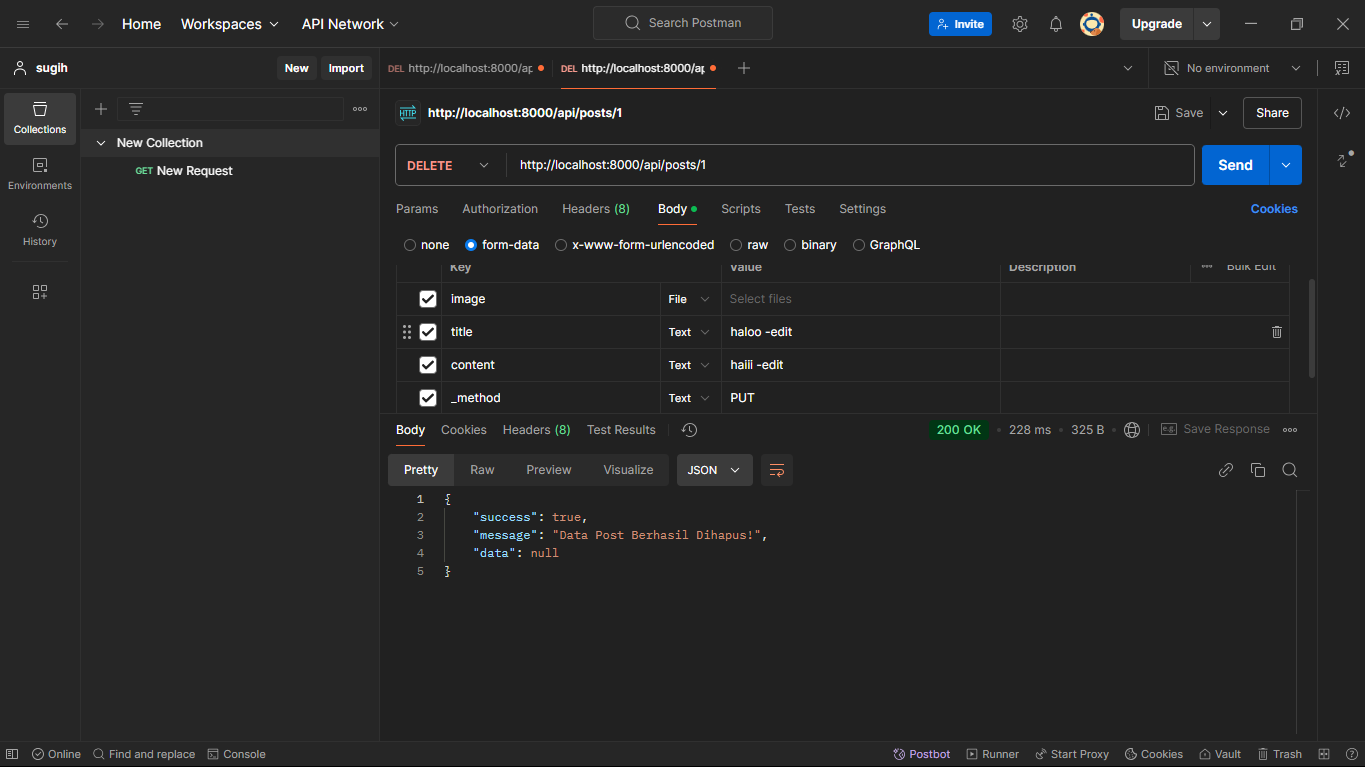 Home Workspaces API Network Search Postman Invite Upgrade
sugih New Import DEL http://localhost:8000/ap DEL http://localhost:8000/ap No environment
Collections
Environments
History
New Collection
GET New Request
HTTP http://localhost:8000/api/posts/1 Save Share
DELETE http://localhost:8000/api/posts/1 Send
Params Authorization Headers (8) Body Scripts Tests Settings Cookies
none form-data x-www-form-urlencoded raw binary GraphQL
Key Value Description Bulk Edit
image File Select files
title Text haloo -edit
content Text haiii -edit
_method Text PUT
Body Cookies Headers (8) Test Results 200 OK 228 ms 325 B e.g. Save Response
Pretty Raw Preview Visualize JSON
1 {
2 "success": true,
3 "message": "Data Post Berhasil Dihapus!",
4 "data": null
5 }
Online Find and replace Console Postbot Runner Start Proxy Cookies Vault Trash